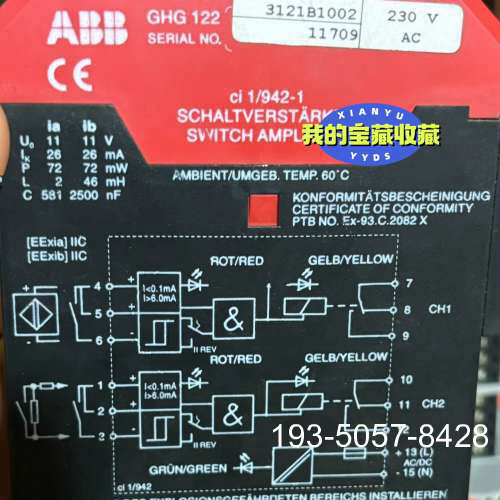 ABB
GHG 122 3121B1002 230 V
SERIAL NO. 11709 AC
CE
ci 1/942-1
SCHALTVERSTÄRK
SWITCH AMPL
XIANYU
我的宝藏收藏
YYDS
ia ib
U₀ 11 11 V
Iₖ 26 26 mA
P 72 72 mW
L 2 46 mH
C 581 2500 nF
AMBIENT/UMGEB. TEMP. 60°C
KONFORMITÄTSBESCHEINIGUNG
CERTIFICATE OF CONFORMITY
PTB NO. Ex-93.C.2082 X
[EExia] IIC
[EExib] IIC
ROT/RED GELB/YELLOW
4 + I<0.1mA 7
I>6.0mA
5 + & 8 CH1
6 II REV 9
ROT/RED GELB/YELLOW
1 + I<0.1mA 10
I>6.0mA
2 + & 11 CH2
3 II REV
193-5057-8428
GRÜN/GREEN + 13 (L)
AC/DC
- 15 (N)
ci 1/942
EXPLOSIONSGEFÄHRDETEN BEREICHS INSTALLIEREN